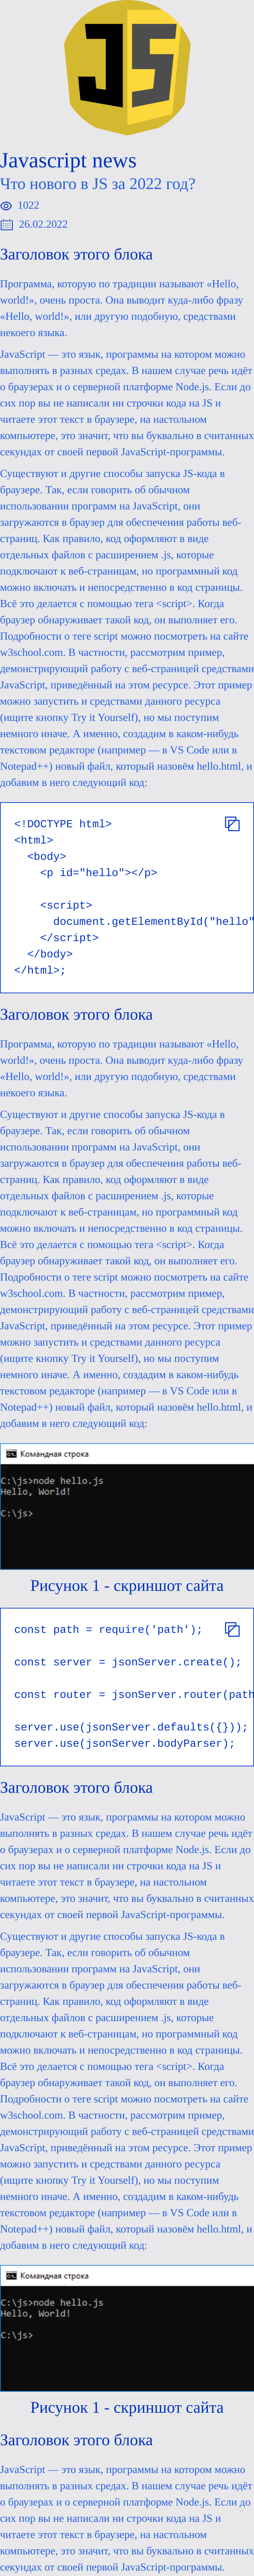 JS
Javascript news
Что нового в JS за 2022 год?
1022
26.02.2022
Заголовок этого блока
Программа, которую по традиции называют «Hello,
world!», очень проста. Она выводит куда-либо фразу
«Hello, world!», или другую подобную, средствами
некоего языка.
JavaScript — это язык, программы на котором можно
выполнять в разных средах. В нашем случае речь идёт
о браузерах и о серверной платформе Node.js. Если до
сих пор вы не написали ни строчки кода на JS и
читаете этот текст в браузере, на настольном
компьютере, это значит, что вы буквально в считанных
секундах от своей первой JavaScript-программы.
Существуют и другие способы запуска JS-кода в
браузере. Так, если говорить об обычном
использовании программ на JavaScript, они
загружаются в браузер для обеспечения работы веб-
страниц. Как правило, код оформляют в виде
отдельных файлов с расширением .js, которые
подключают к веб-страницам, но программный код
можно включать и непосредственно в код страницы.
Всё это делается с помощью тега <script>. Когда
браузер обнаруживает такой код, он выполняет его.
Подробности о теге script можно посмотреть на сайте
w3school.com. В частности, рассмотрим пример,
демонстрирующий работу с веб-страницей средствами
JavaScript, приведённый на этом ресурсе. Этот пример
можно запустить и средствами данного ресурса
(ищите кнопку Try it Yourself), но мы поступим
немного иначе. А именно, создадим в каком-нибудь
текстовом редакторе (например — в VS Code или в
Notepad++) новый файл, который назовём hello.html, и
добавим в него следующий код:
<!DOCTYPE html>
<html>
<body>
<p id="hello"></p>
<script>
document.getElementById("hello"
</script>
</body>
</html>;
Заголовок этого блока
Программа, которую по традиции называют «Hello,
world!», очень проста. Она выводит куда-либо фразу
«Hello, world!», или другую подобную, средствами
некоего языка.
Существуют и другие способы запуска JS-кода в
браузере. Так, если говорить об обычном
использовании программ на JavaScript, они
загружаются в браузер для обеспечения работы веб-
страниц. Как правило, код оформляют в виде
отдельных файлов с расширением .js, которые
подключают к веб-страницам, но программный код
можно включать и непосредственно в код страницы.
Всё это делается с помощью тега <script>. Когда
браузер обнаруживает такой код, он выполняет его.
Подробности о теге script можно посмотреть на сайте
w3school.com. В частности, рассмотрим пример,
демонстрирующий работу с веб-страницей средствами
JavaScript, приведённый на этом ресурсе. Этот пример
можно запустить и средствами данного ресурса
(ищите кнопку Try it Yourself), но мы поступим
немного иначе. А именно, создадим в каком-нибудь
текстовом редакторе (например — в VS Code или в
Notepad++) новый файл, который назовём hello.html, и
добавим в него следующий код:
Командная строка
C:\js>node hello.js
Hello, World!
C:\js>
Рисунок 1 - скриншот сайта
const path = require('path');
const server = jsonServer.create();
const router = jsonServer.router(path
server.use(jsonServer.defaults({}));
server.use(jsonServer.bodyParser);
Заголовок этого блока
JavaScript — это язык, программы на котором можно
выполнять в разных средах. В нашем случае речь идёт
о браузерах и о серверной платформе Node.js. Если до
сих пор вы не написали ни строчки кода на JS и
читаете этот текст в браузере, на настольном
компьютере, это значит, что вы буквально в считанных
секундах от своей первой JavaScript-программы.
Существуют и другие способы запуска JS-кода в
браузере. Так, если говорить об обычном
использовании программ на JavaScript, они
загружаются в браузер для обеспечения работы веб-
страниц. Как правило, код оформляют в виде
отдельных файлов с расширением .js, которые
подключают к веб-страницам, но программный код
можно включать и непосредственно в код страницы.
Всё это делается с помощью тега <script>. Когда
браузер обнаруживает такой код, он выполняет его.
Подробности о теге script можно посмотреть на сайте
w3school.com. В частности, рассмотрим пример,
демонстрирующий работу с веб-страницей средствами
JavaScript, приведённый на этом ресурсе. Этот пример
можно запустить и средствами данного ресурса
(ищите кнопку Try it Yourself), но мы поступим
немного иначе. А именно, создадим в каком-нибудь
текстовом редакторе (например — в VS Code или в
Notepad++) новый файл, который назовём hello.html, и
добавим в него следующий код:
Командная строка
C:\js>node hello.js
Hello, World!
C:\js>
Рисунок 1 - скриншот сайта
Заголовок этого блока
JavaScript — это язык, программы на котором можно
выполнять в разных средах. В нашем случае речь идёт
о браузерах и о серверной платформе Node.js. Если до
сих пор вы не написали ни строчки кода на JS и
читаете этот текст в браузере, на настольном
компьютере, это значит, что вы буквально в считанных
секундах от своей первой JavaScript-программы.